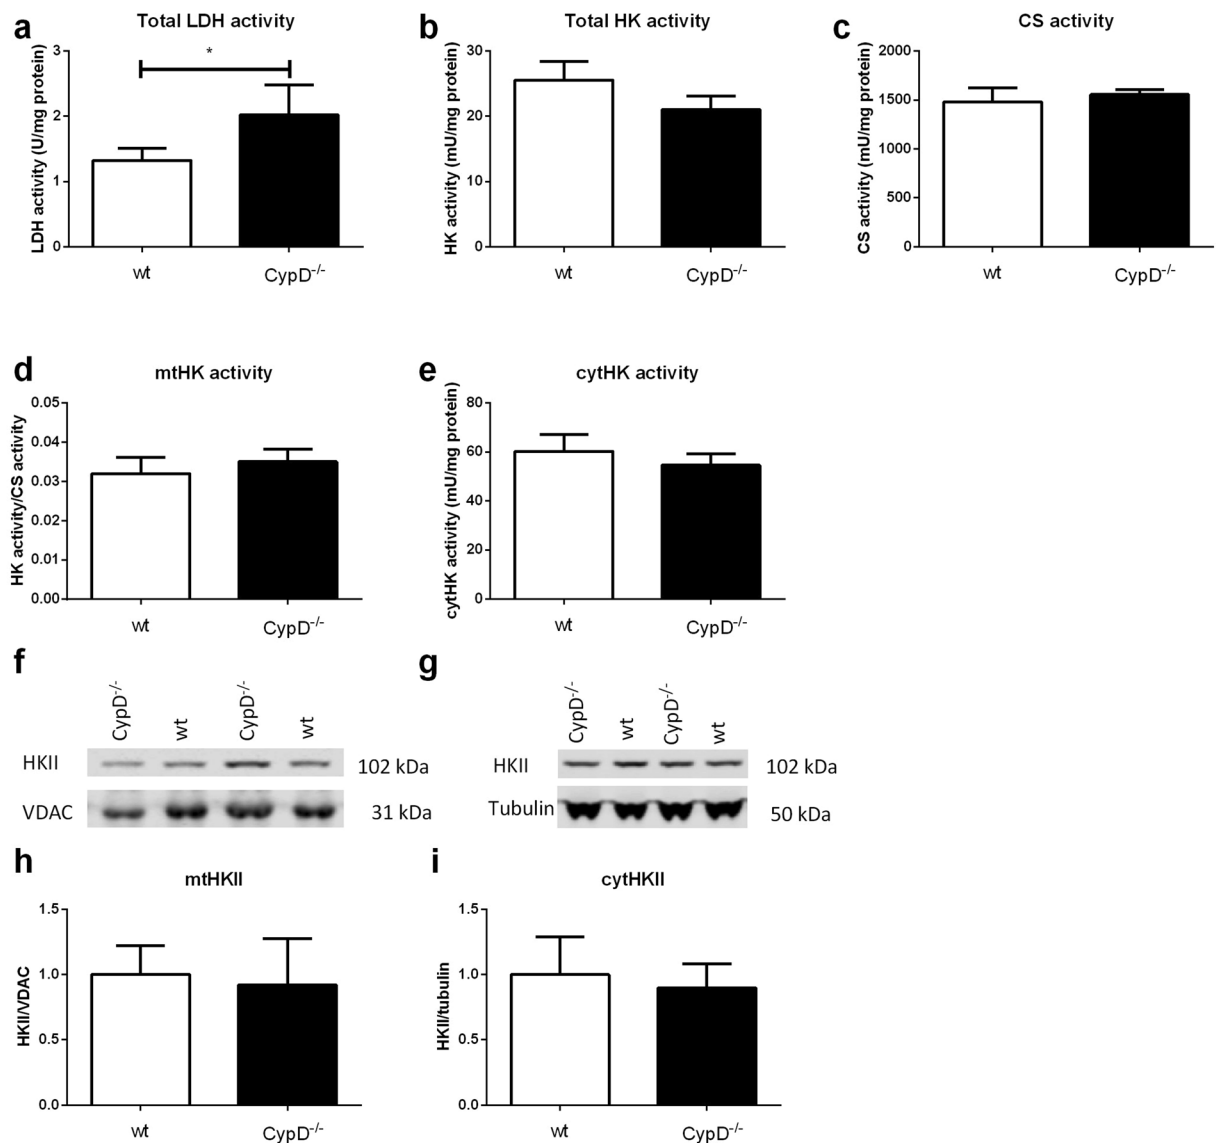 a
Total LDH activity
LDH activity (U/mg protein)
3
2
1
0
*
wt
CypD-/-
b
Total HK activity
HK activity (mU/mg protein)
30
20
10
0
wt
CypD-/-
c
CS activity
CS activity (mU/mg protein)
2000
1500
1000
500
0
wt
CypD-/-
d
mtHK activity
HK activity/CS activity
0.05
0.04
0.03
0.02
0.01
0.00
wt
CypD-/-
e
cytHK activity
cytHK activity (mU/mg protein)
80
60
40
20
0
wt
CypD-/-
f
CypD-/-
wt
CypD-/-
wt
HKII
102 kDa
VDAC
31 kDa
g
CypD-/-
wt
CypD-/-
wt
HKII
102 kDa
Tubulin
50 kDa
h
mtHKII
HKII/VDAC
1.5
1.0
0.5
0.0
wt
CypD-/-
i
cytHKII
HKII/tubulin
1.5
1.0
0.5
0.0
wt
CypD-/-